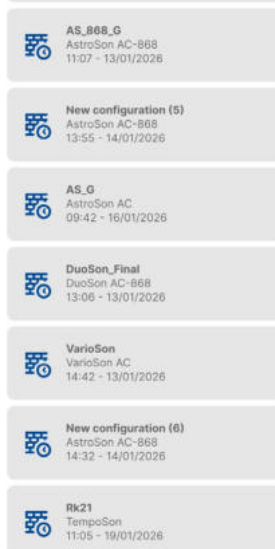 AS_868_G
AstroSon AC-868
11:07 - 13/01/2026
New configuration (5)
AstroSon AC-868
13:55 - 14/01/2026
AS_G
AstroSon AC
09:42 - 16/01/2026
DuoSon_Final
DuoSon AC-868
13:06 - 13/01/2026
VarioSon
VarioSon AC
14:42 - 13/01/2026
New configuration (6)
AstroSon AC-868
14:32 - 14/01/2026
Rk21
TempoSon
11:05 - 19/01/2026